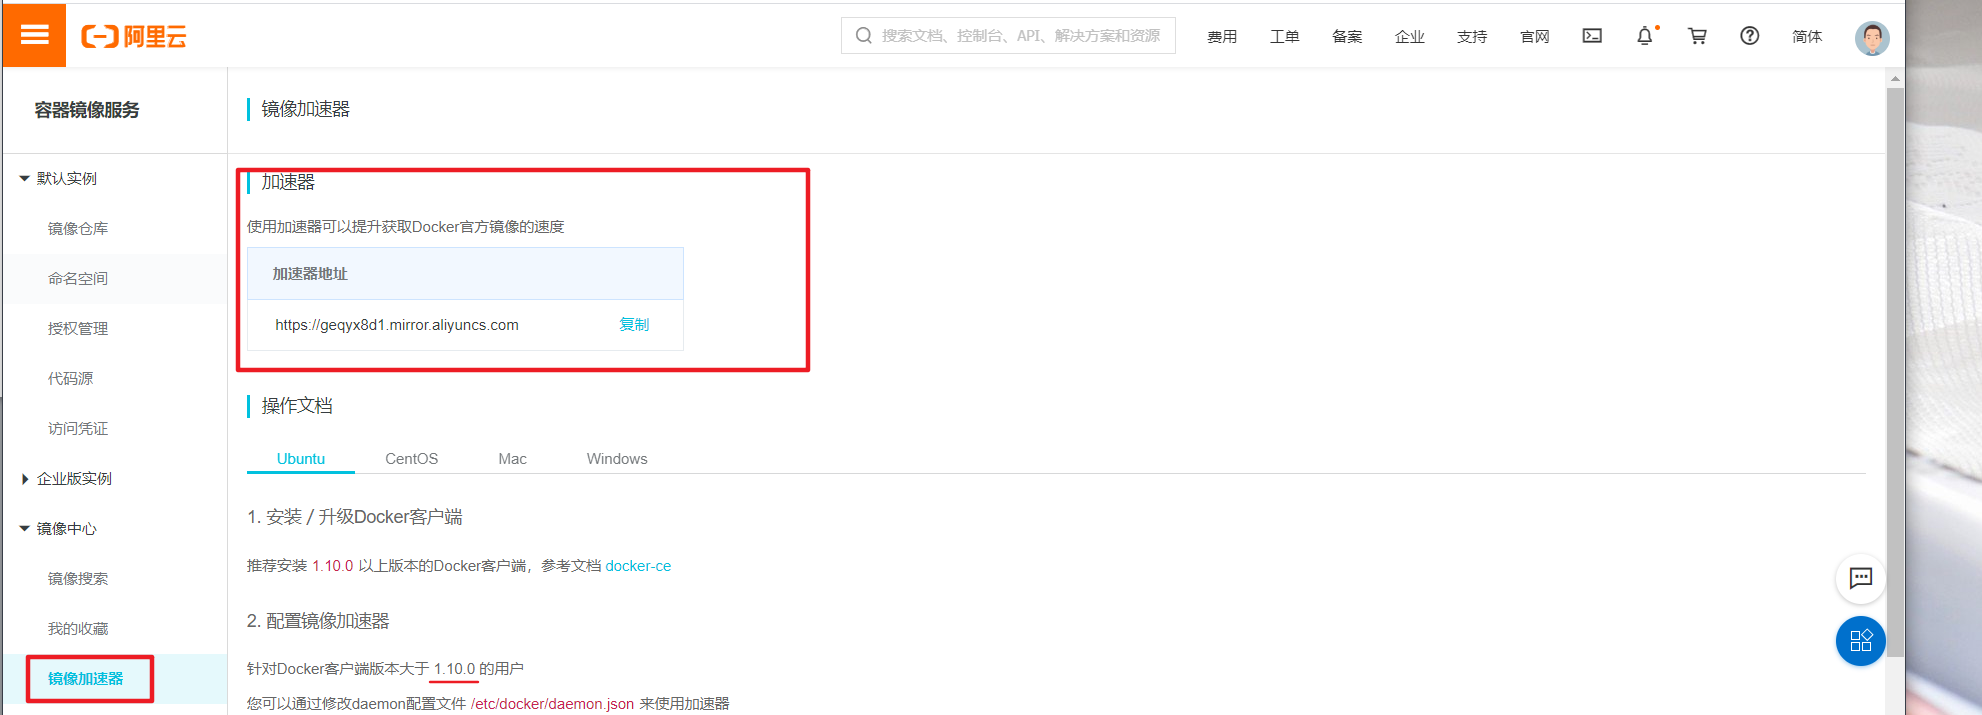 阿里云
搜索文档、控制台、API、解决方案和资源
费用 工单 备案 企业 支持 官网 简体
容器镜像服务
默认实例
镜像仓库
命名空间
授权管理
代码源
访问凭证
企业版实例
镜像中心
镜像搜索
我的收藏
镜像加速器
镜像加速器
加速器
使用加速器可以提升获取Docker官方镜像的速度
加速器地址
https://geqyx8d1.mirror.aliyuncs.com 复制
操作文档
Ubuntu CentOS Mac Windows
1. 安装 / 升级Docker客户端
推荐安装 1.10.0 以上版本的Docker客户端，参考文档 docker-ce
2. 配置镜像加速器
针对Docker客户端版本大于 1.10.0 的用户
您可以通过修改daemon配置文件 /etc/docker/daemon.json 来使用加速器